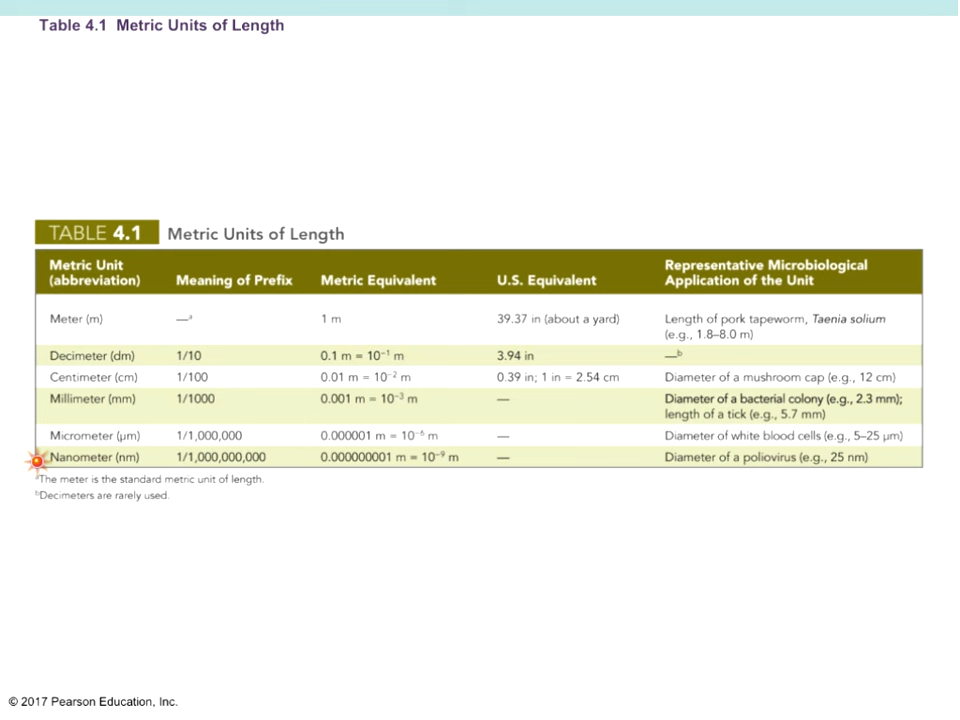 Table 4.1 Metric Units of Length
TABLE 4.1 Metric Units of Length
Metric Unit (abbreviation) Meaning of Prefix Metric Equivalent U.S. Equivalent Representative Microbiological Application of the Unit
Meter (m) —ᵃ 1 m 39.37 in (about a yard) Length of pork tapeworm, Taenia solium
(e.g., 1.8–8.0 m)
Decimeter (dm) 1/10 0.1 m = 10⁻¹ m 3.94 in —ᵇ
Centimeter (cm) 1/100 0.01 m = 10⁻² m 0.39 in; 1 in = 2.54 cm Diameter of a mushroom cap (e.g., 12 cm)
Millimeter (mm) 1/1000 0.001 m = 10⁻³ m — Diameter of a bacterial colony (e.g., 2.3 mm);
length of a tick (e.g., 5.7 mm)
Micrometer (μm) 1/1,000,000 0.000001 m = 10⁻⁶ m — Diameter of white blood cells (e.g., 5–25 μm)
Nanometer (nm) 1/1,000,000,000 0.000000001 m = 10⁻⁹ m — Diameter of a poliovirus (e.g., 25 nm)
ᵃThe meter is the standard metric unit of length.
ᵇDecimeters are rarely used.
© 2017 Pearson Education, Inc.